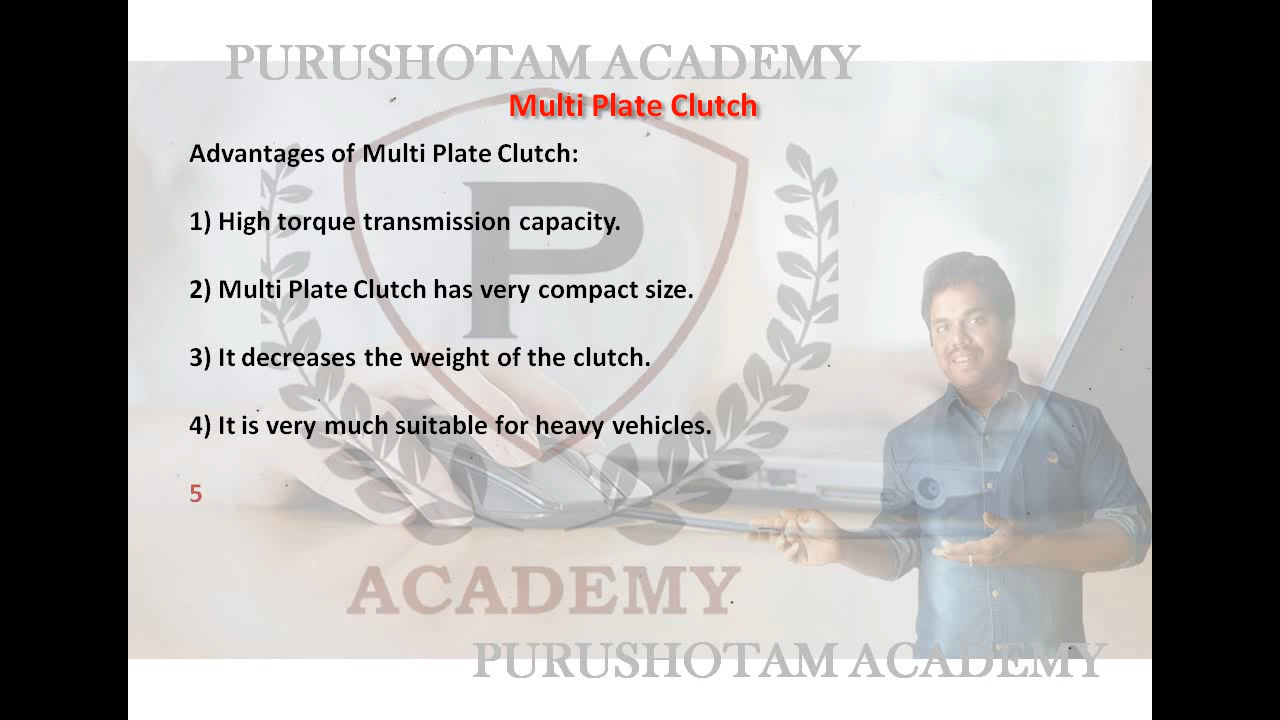 PURUSHOTAM ACADEMY
Multi Plate Clutch
Advantages of Multi Plate Clutch:
1) High torque transmission capacity.
2) Multi Plate Clutch has very compact size.
3) It decreases the weight of the clutch.
4) It is very much suitable for heavy vehicles.
5
P
ACADEMY
PURUSHOTAM ACADEMY